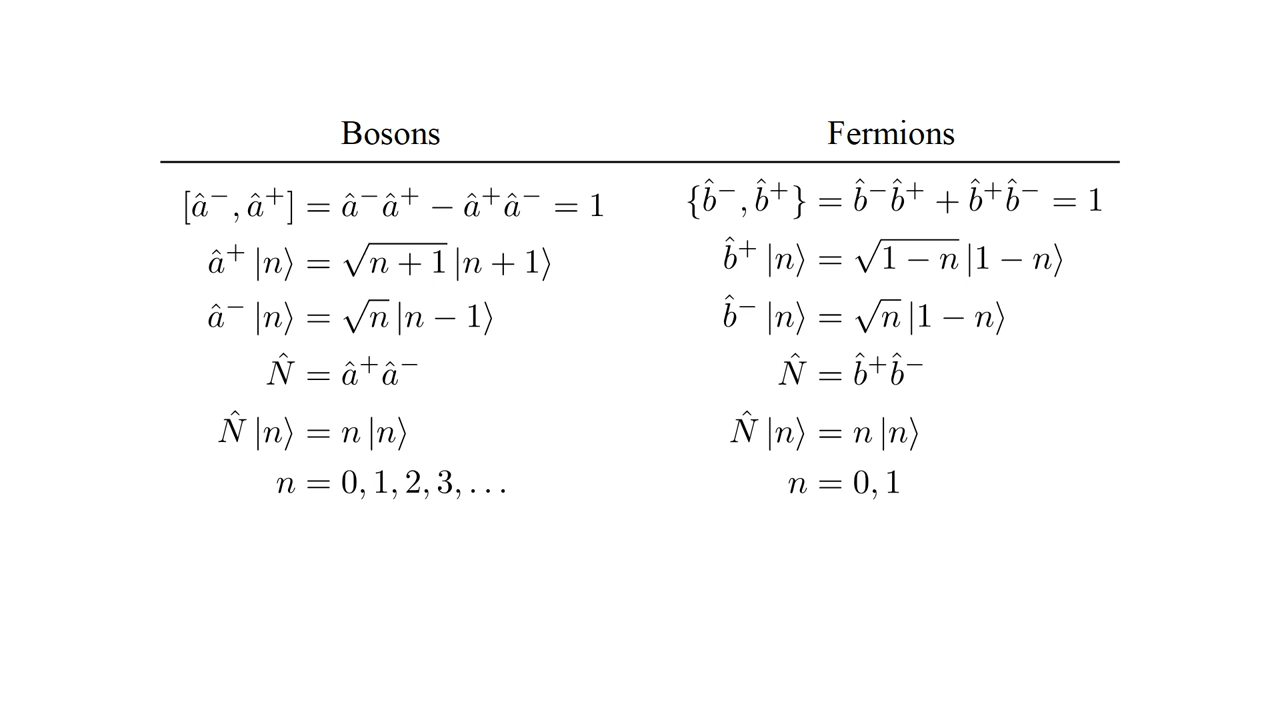 Bosons Fermions
[â⁻, â⁺] = â⁻â⁺ − â⁺â⁻ = 1 {b̂⁻, b̂⁺} = b̂⁻b̂⁺ + b̂⁺b̂⁻ = 1
â⁺ |n⟩ = √(n + 1) |n + 1⟩ b̂⁺ |n⟩ = √(1 − n) |1 − n⟩
â⁻ |n⟩ = √n |n − 1⟩ b̂⁻ |n⟩ = √n |1 − n⟩
N̂ = â⁺â⁻ N̂ = b̂⁺b̂⁻
N̂ |n⟩ = n |n⟩ N̂ |n⟩ = n |n⟩
n = 0, 1, 2, 3, … n = 0, 1